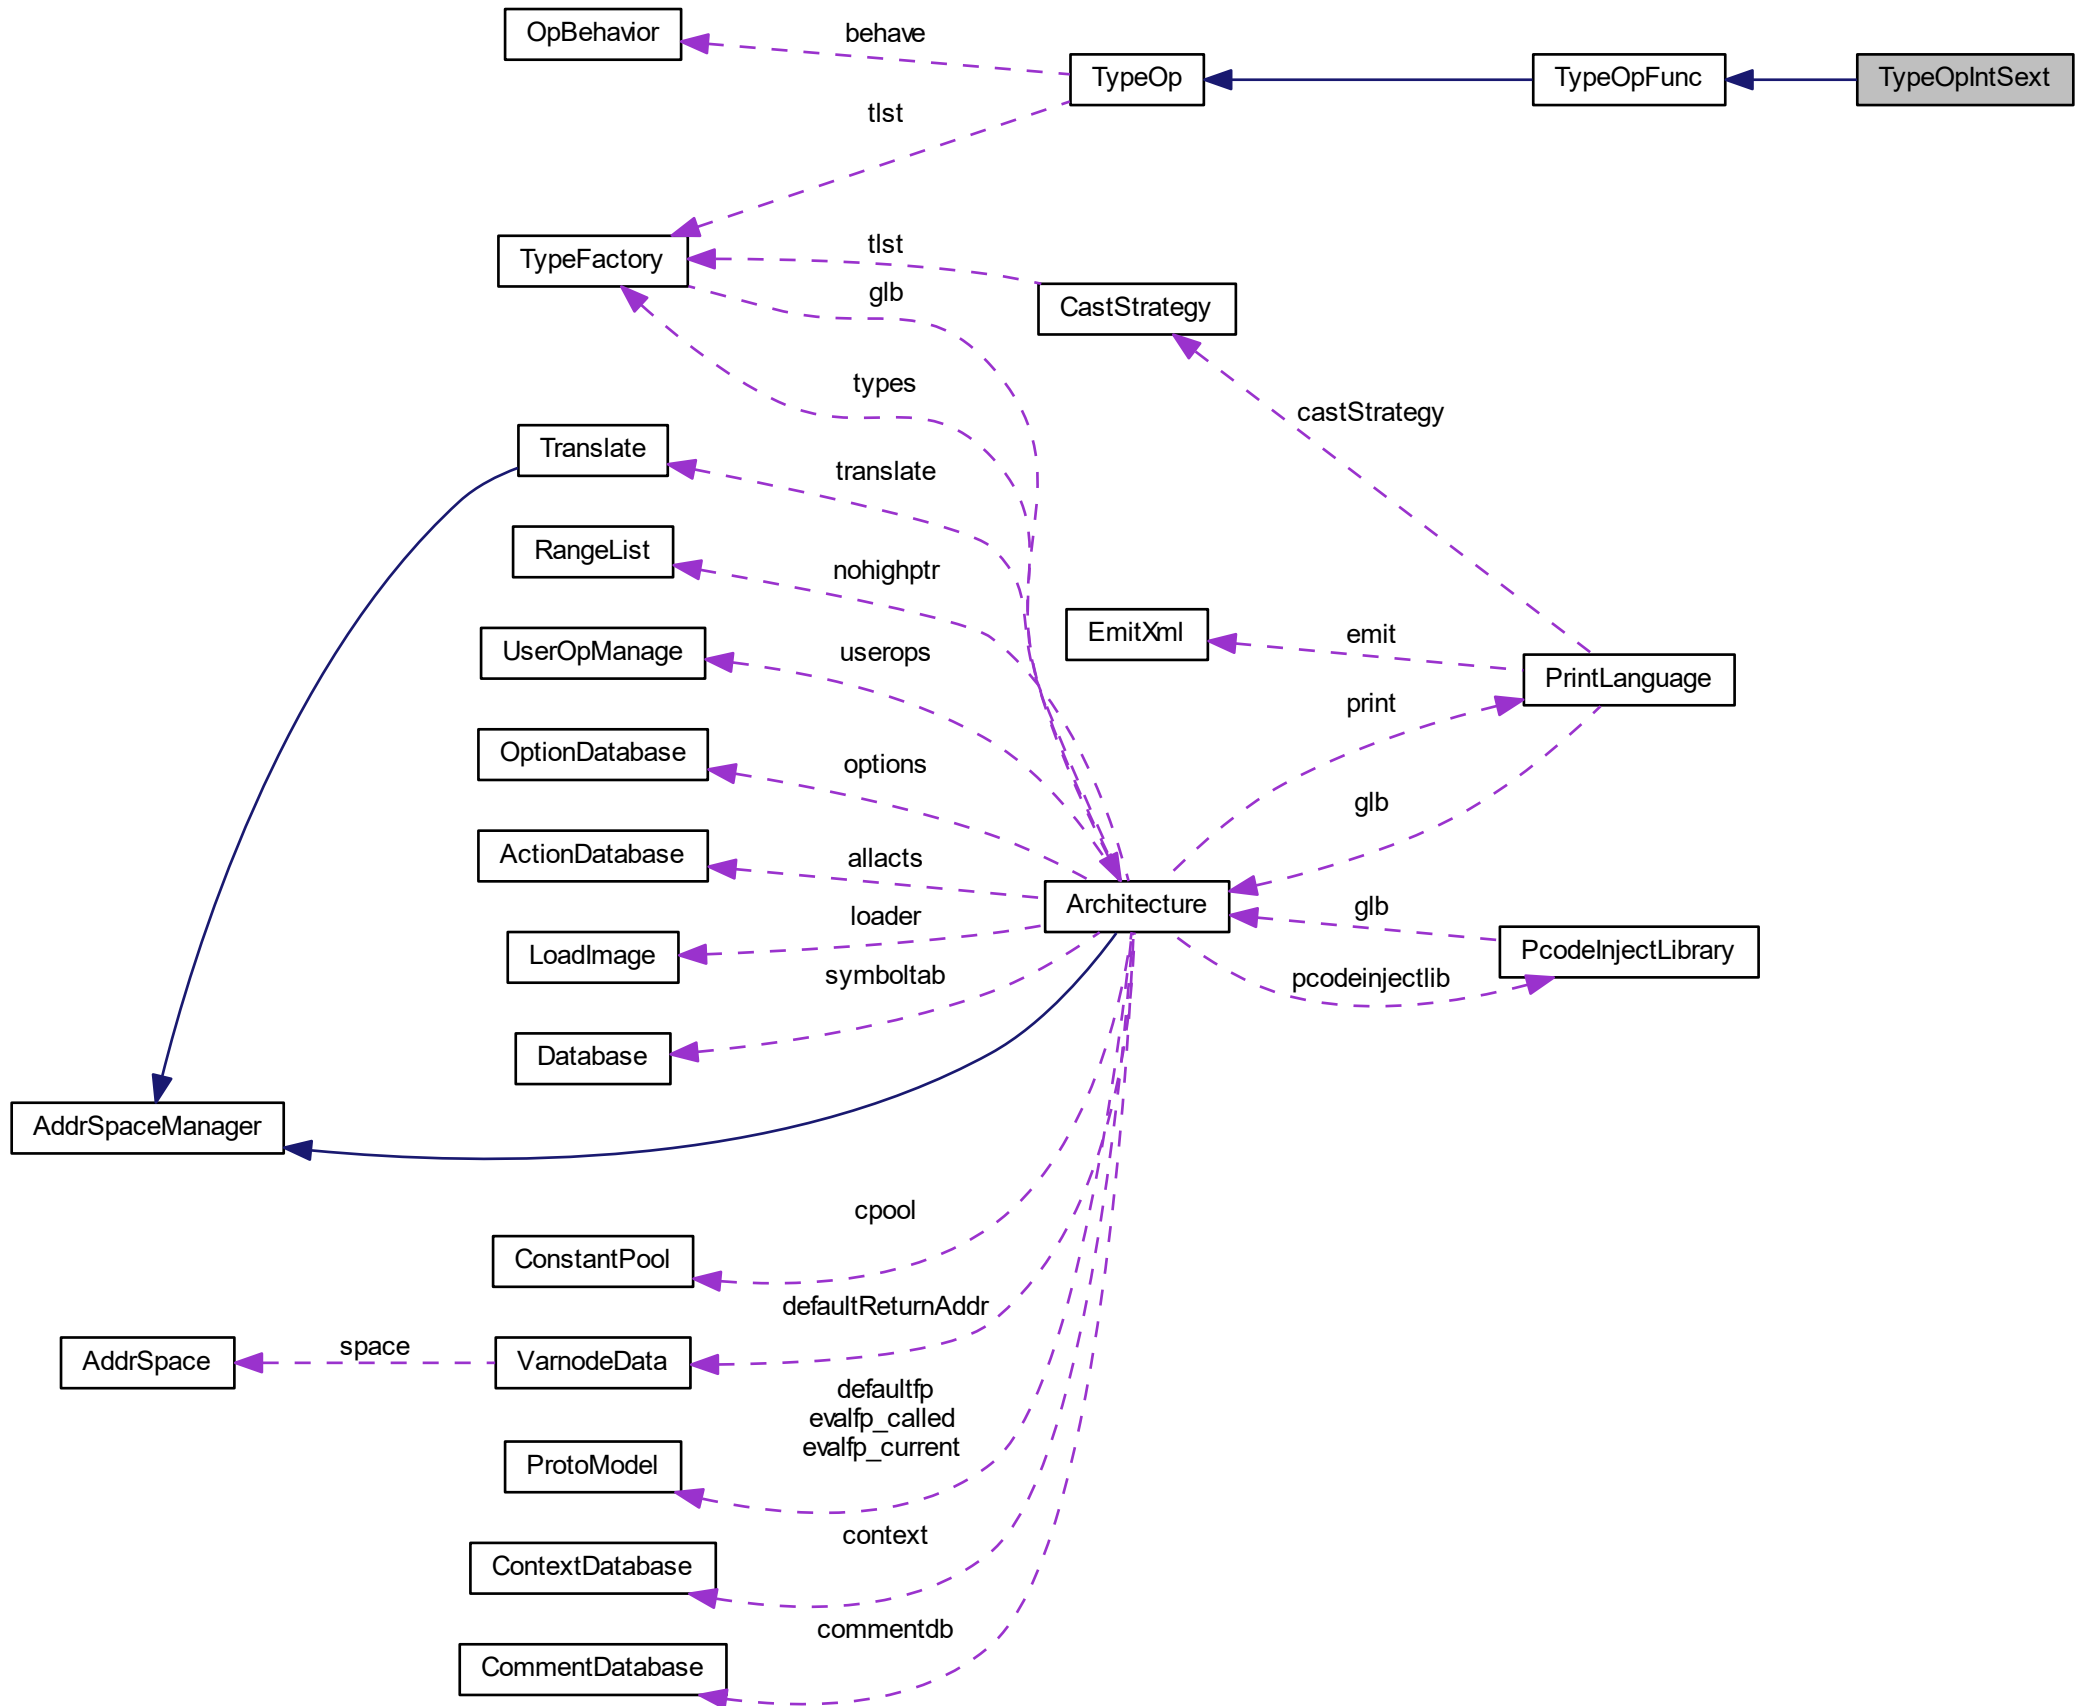 OpBehavior
behave
TypeOp
TypeOpFunc
TypeOpIntSext
tlst
TypeFactory
tlst
glb
CastStrategy
types
castStrategy
Translate
translate
RangeList
nohighptr
EmitXml
emit
UserOpManage
userops
PrintLanguage
print
OptionDatabase
options
glb
ActionDatabase
allacts
Architecture
loader
glb
LoadImage
PcodeInjectLibrary
symboltab
pcodeinjectlib
Database
AddrSpaceManager
cpool
ConstantPool
defaultReturnAddr
AddrSpace
space
VarnodeData
defaultfp
evalfp_called
evalfp_current
ProtoModel
context
ContextDatabase
commentdb
CommentDatabase